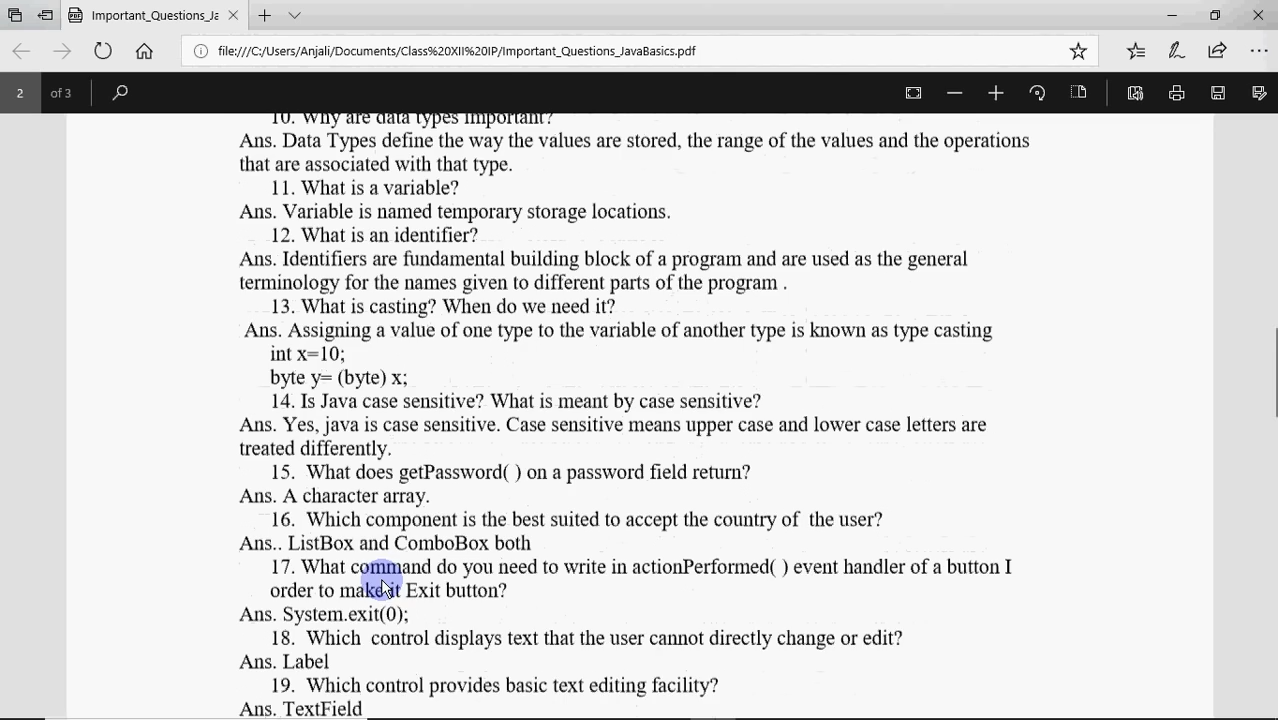 Important_Questions_Ja
file:///C:/Users/Anjali/Documents/Class%20XII%20IP/Important_Questions_JavaBasics.pdf
2 of 3
10. Why are data types important?
Ans. Data Types define the way the values are stored, the range of the values and the operations
that are associated with that type.
11. What is a variable?
Ans. Variable is named temporary storage locations.
12. What is an identifier?
Ans. Identifiers are fundamental building block of a program and are used as the general
terminology for the names given to different parts of the program .
13. What is casting? When do we need it?
Ans. Assigning a value of one type to the variable of another type is known as type casting
int x=10;
byte y= (byte) x;
14. Is Java case sensitive? What is meant by case sensitive?
Ans. Yes, java is case sensitive. Case sensitive means upper case and lower case letters are
treated differently.
15. What does getPassword( ) on a password field return?
Ans. A character array.
16. Which component is the best suited to accept the country of the user?
Ans.. ListBox and ComboBox both
17. What command do you need to write in actionPerformed( ) event handler of a button I
order to make it Exit button?
Ans. System.exit(0);
18. Which control displays text that the user cannot directly change or edit?
Ans. Label
19. Which control provides basic text editing facility?
Ans. TextField